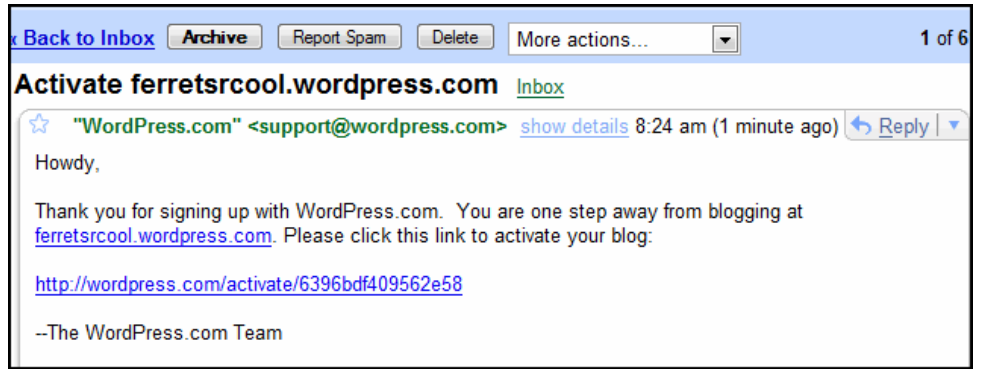 « Back to Inbox Archive Report Spam Delete More actions... 1 of 6
Activate ferretsrcool.wordpress.com Inbox
"WordPress.com" <support@wordpress.com> show details 8:24 am (1 minute ago) Reply
Howdy,
Thank you for signing up with WordPress.com. You are one step away from blogging at
ferretsrcool.wordpress.com. Please click this link to activate your blog:
http://wordpress.com/activate/6396bdf409562e58
--The WordPress.com Team